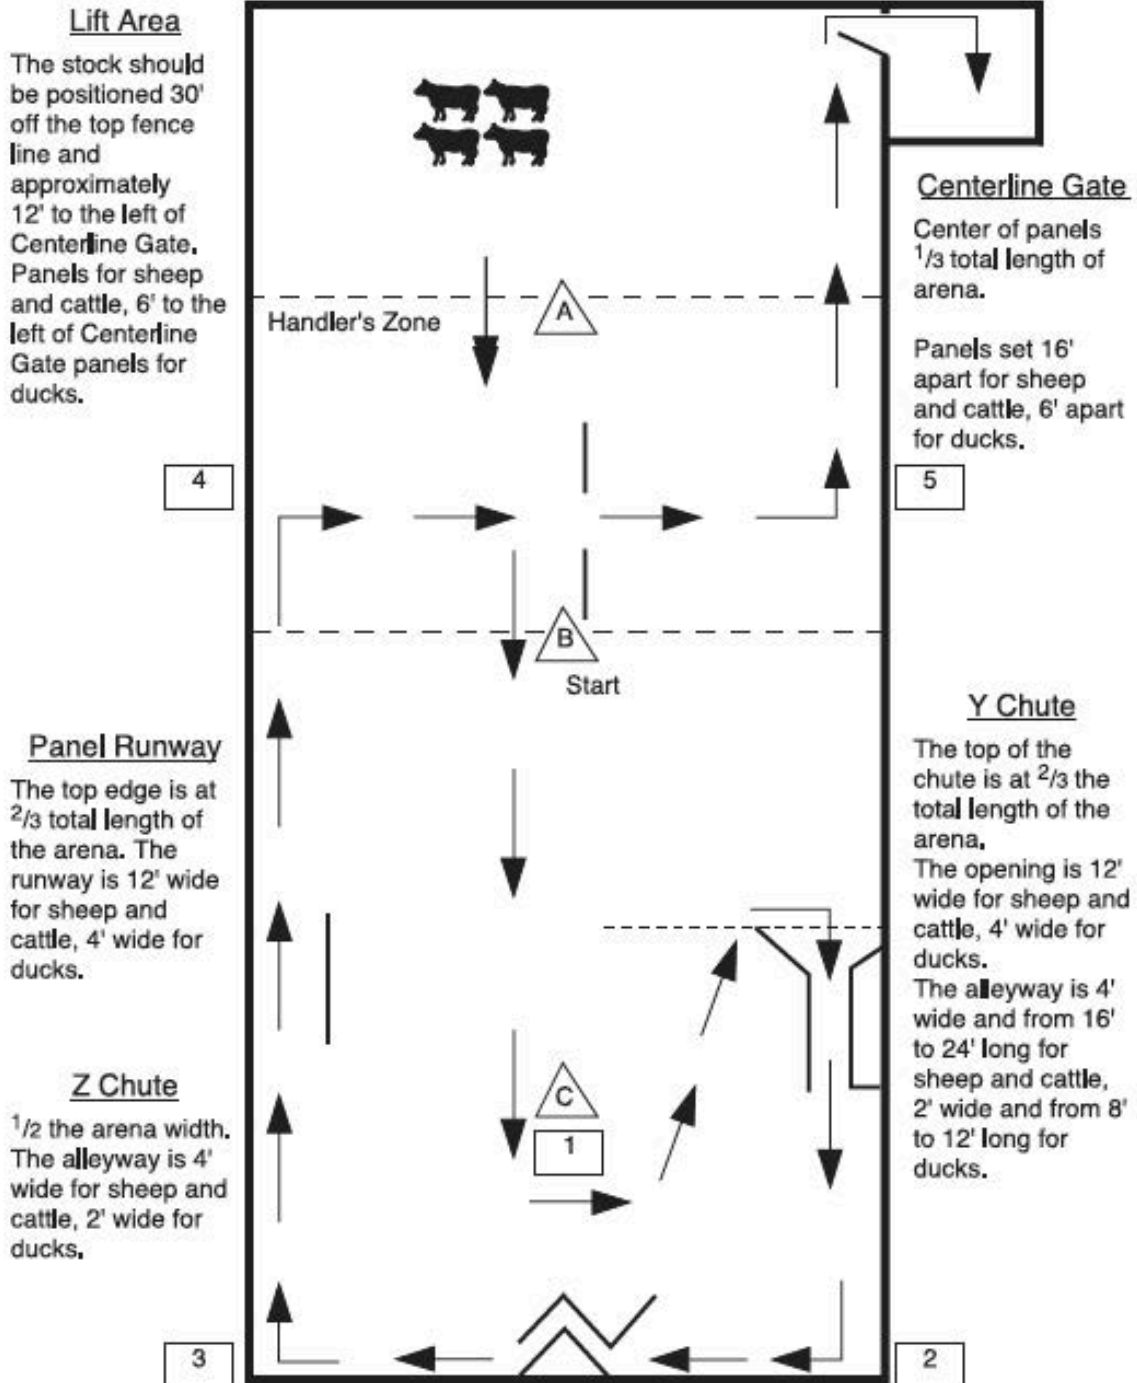 Lift Area
The stock should
be positioned 30'
off the top fence
line and
approximately
12' to the left of
Centerline Gate.
Panels for sheep
and cattle, 6' to the
left of Centerline
Gate panels for
ducks.
4
Panel Runway
The top edge is at
2/3 total length of
the arena. The
runway is 12' wide
for sheep and
cattle, 4' wide for
ducks.
Z Chute
1/2 the arena width.
The alleyway is 4'
wide for sheep and
cattle, 2' wide for
ducks.
3
Handler's Zone
A
B
Start
C
1
Centerline Gate
Center of panels
1/3 total length of
arena.
Panels set 16'
apart for sheep
and cattle, 6' apart
for ducks.
5
Y Chute
The top of the
chute is at 2/3 the
total length of the
arena.
The opening is 12'
wide for sheep and
cattle, 4' wide for
ducks.
The alleyway is 4'
wide and from 16'
to 24' long for
sheep and cattle,
2' wide and from 8'
to 12' long for
ducks.
2